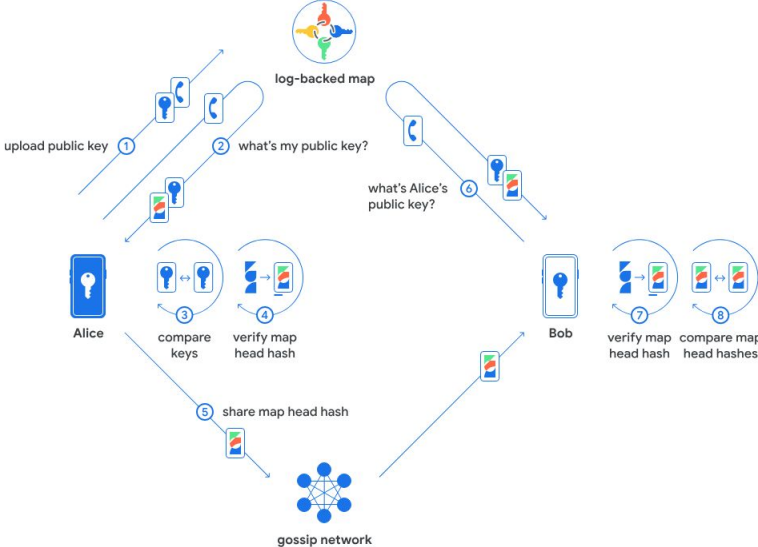 log-backed map
upload public key
1
2
what's my public key?
what's Alice's
public key?
6
Alice
3
compare
keys
4
verify map
head hash
Bob
7
verify map
head hash
8
compare map
head hashes
5
share map head hash
gossip network